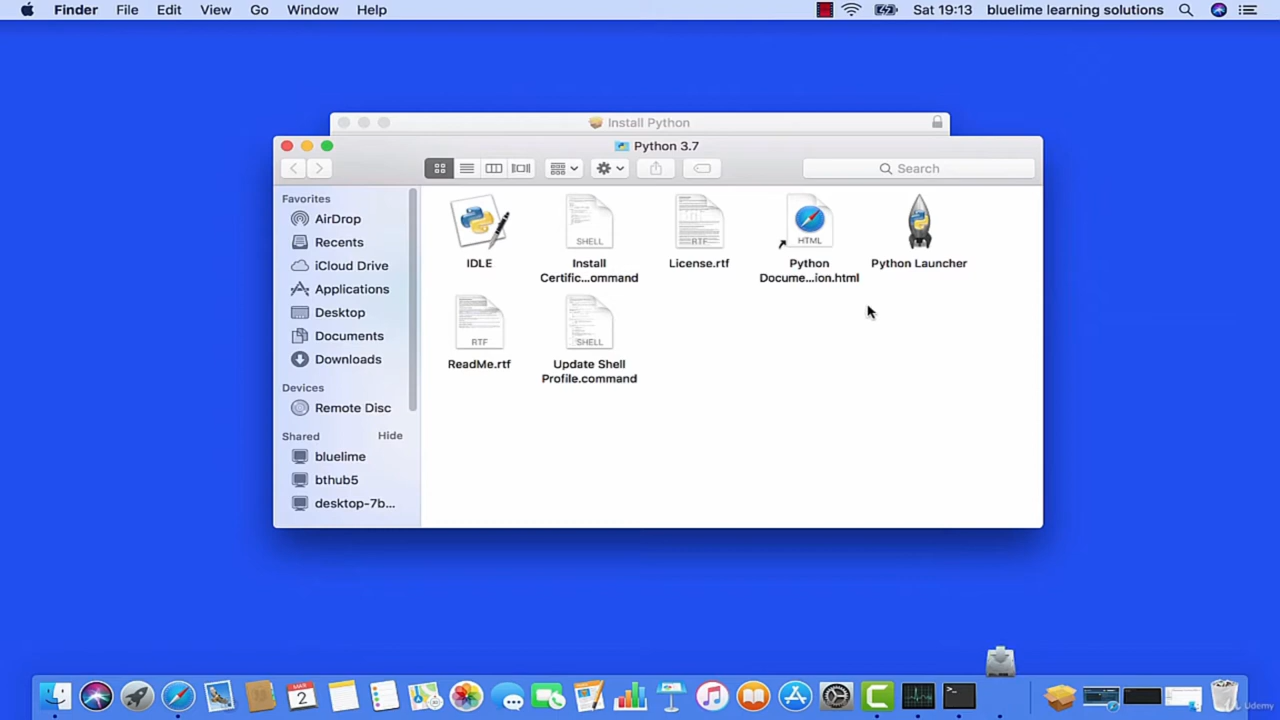 Finder File Edit View Go Window Help Sat 19:13 bluelime learning solutions
Install Python
Python 3.7
Search
Favorites
AirDrop
Recents
iCloud Drive
Applications
Desktop
Documents
Downloads
Devices
Remote Disc
Shared Hide
bluelime
bthub5
desktop-7b...
SHELL RTF HTML
IDLE Install License.rtf Python Python Launcher
Certific...ommand Docume...ion.html
RTF SHELL
ReadMe.rtf Update Shell
Profile.command
MAR
2
Udemy